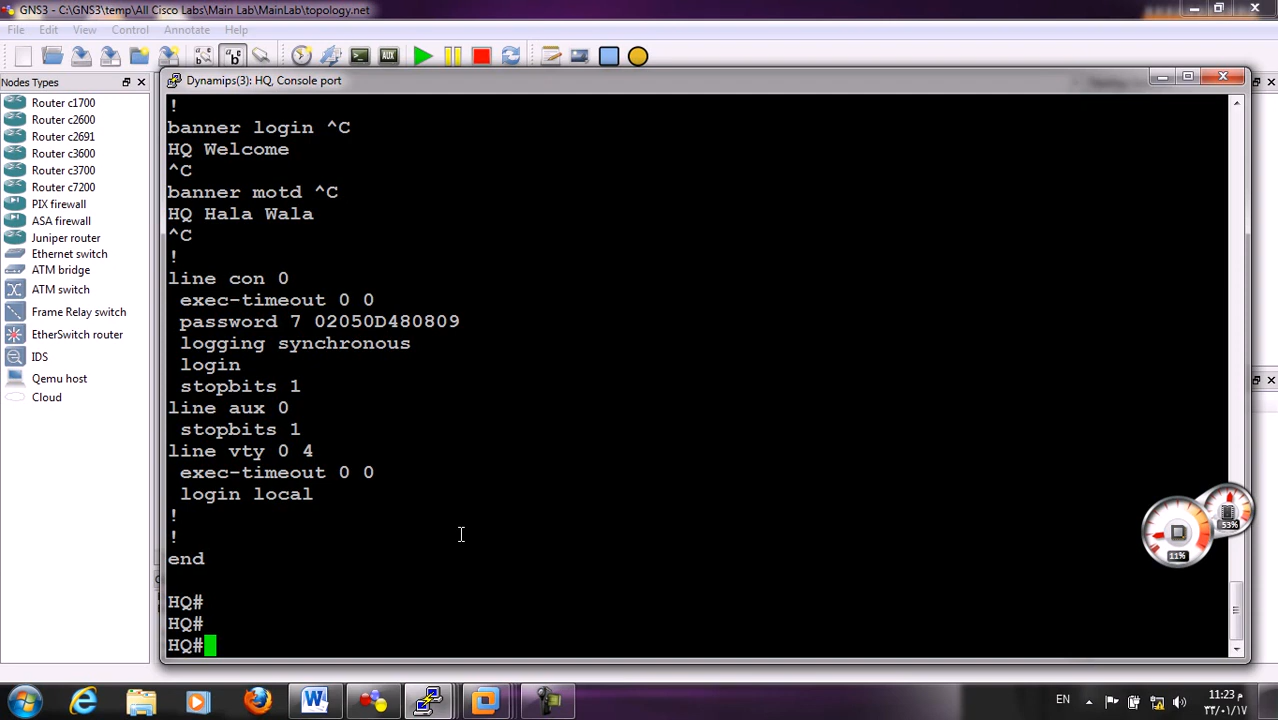 GNS3 - C:\GNS3\temp\All Cisco Labs\Main Lab\MainLab\topology.net
File Edit View Control Annotate Help
Nodes Types
Router c1700
Router c2600
Router c2691
Router c3600
Router c3700
Router c7200
PIX firewall
ASA firewall
Juniper router
Ethernet switch
ATM bridge
ATM switch
Frame Relay switch
EtherSwitch router
IDS
Qemu host
Cloud
Dynamips(3): HQ, Console port
!
banner login ^C
HQ Welcome
^C
banner motd ^C
HQ Hala Wala
^C
!
line con 0
exec-timeout 0 0
password 7 02050D480809
logging synchronous
login
stopbits 1
line aux 0
stopbits 1
line vty 0 4
exec-timeout 0 0
login local
!
!
end
HQ#
HQ#
HQ#
53%
11%
EN
11:23 م
٣٣/٠١/١٧